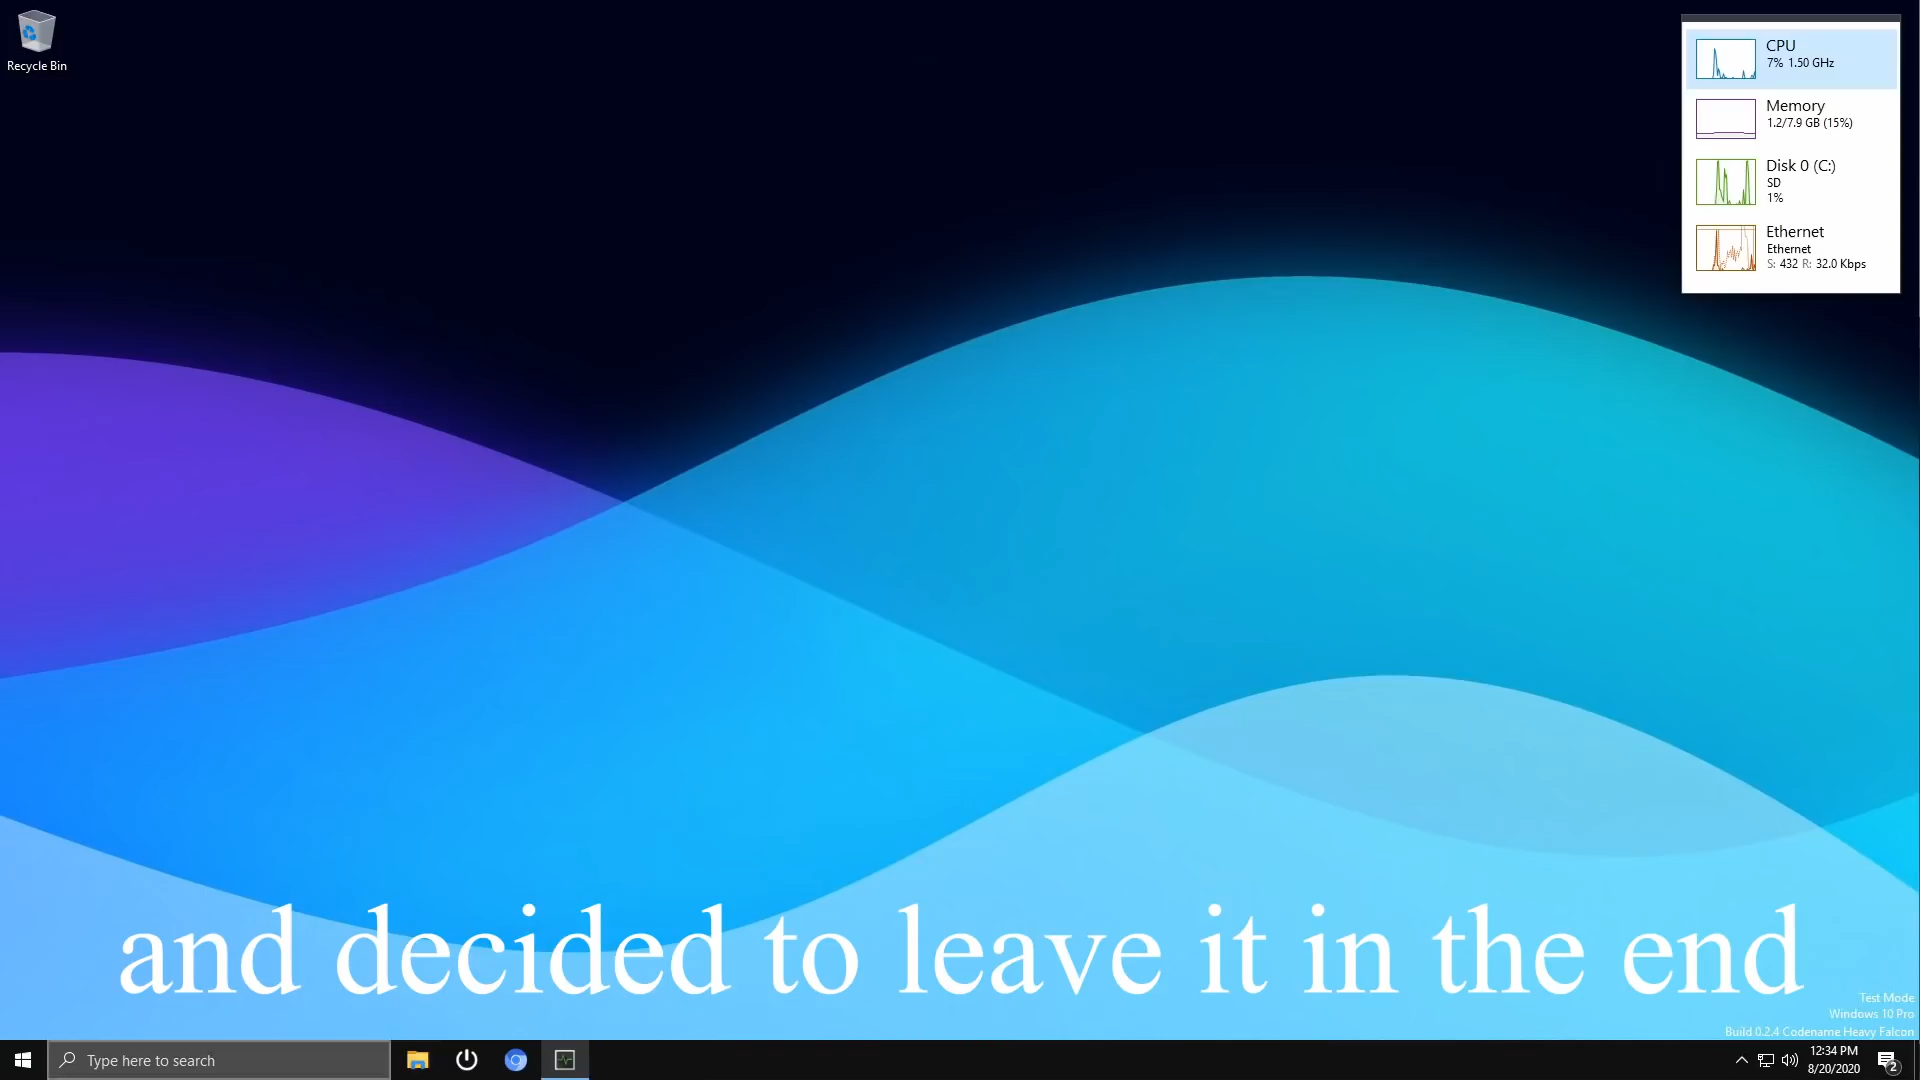 Recycle Bin
CPU
7% 1.50 GHz
Memory
1.2/7.9 GB (15%)
Disk 0 (C:)
SD
1%
Ethernet
Ethernet
S: 432 R: 32.0 Kbps
and decided to leave it in the end
Test Mode
Windows 10 Pro
Build 0.2.4 Codename Heavy Falcon
Type here to search
12:34 PM
8/20/2020
2